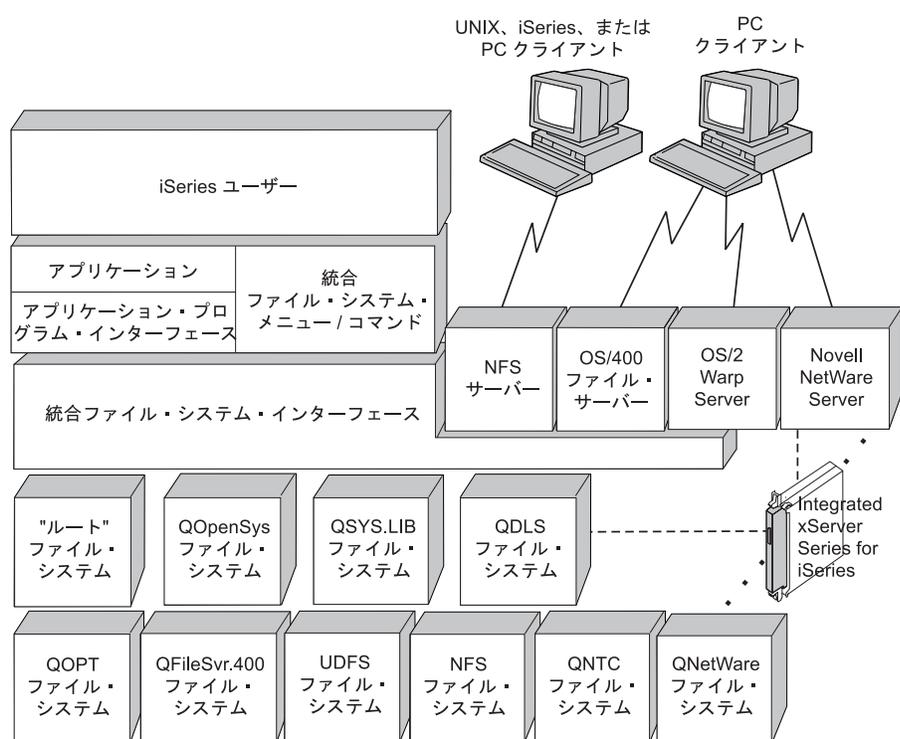 UNIX、iSeries、または
PC クライアント
PC
クライアント
iSeries ユーザー
アプリケーション
アプリケーション・プロ
グラム・インターフェース
統合
ファイル・システム・
メニュー / コマンド
NFS
サーバー
OS/400
ファイル・
サーバー
OS/2
Warp
Server
Novell
NetWare
Server
統合ファイル・システム・インターフェース
"ルート"
ファイル・
システム
QOpenSys
ファイル・
システム
QSYS.LIB
ファイル・
システム
QDLS
ファイル・
システム
Integrated
xServer
Series for
iSeries
QOPT
ファイル・
システム
QFileSvr.400
ファイル・
システム
UDFS
ファイル・
システム
NFS
ファイル・
システム
QNTC
ファイル・
システム
QNetWare
ファイル・
システム